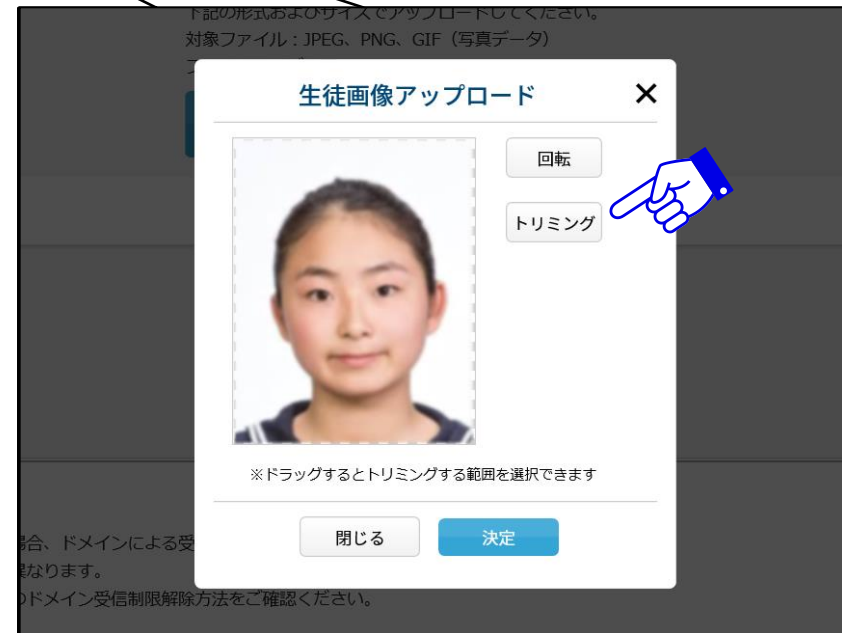 下記の形式およびサイズでアップロードしてください。
対象ファイル：JPEG、PNG、GIF（写真データ）
生徒画像アップロード
回転
トリミング
※ドラッグするとトリミングする範囲を選択できます
閉じる
決定
場合、ドメインによる受
異なります。
のドメイン受信制限解除方法をご確認ください。